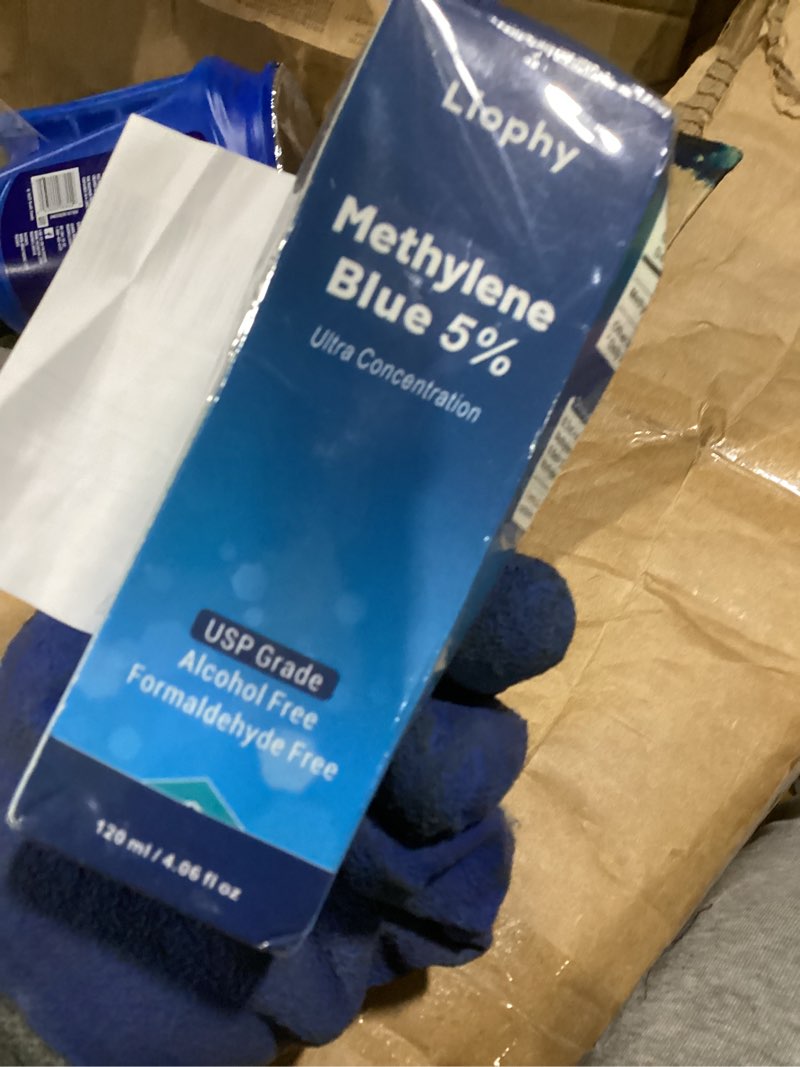 Liophy
Methylene
Blue 5%
Ultra Concentration
USP Grade
Alcohol Free
Formaldehyde Free
120 ml / 4.06 fl oz